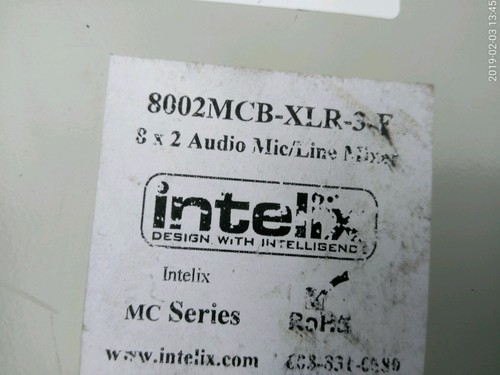 2019-02-03 13:45
8002MCB-XLR-3-F
8 x 2 Audio Mic/Line Mixer
intelix
DESIGN WITH INTELLIGENCE
Intelix
MC Series
RoHS
www.intelix.com